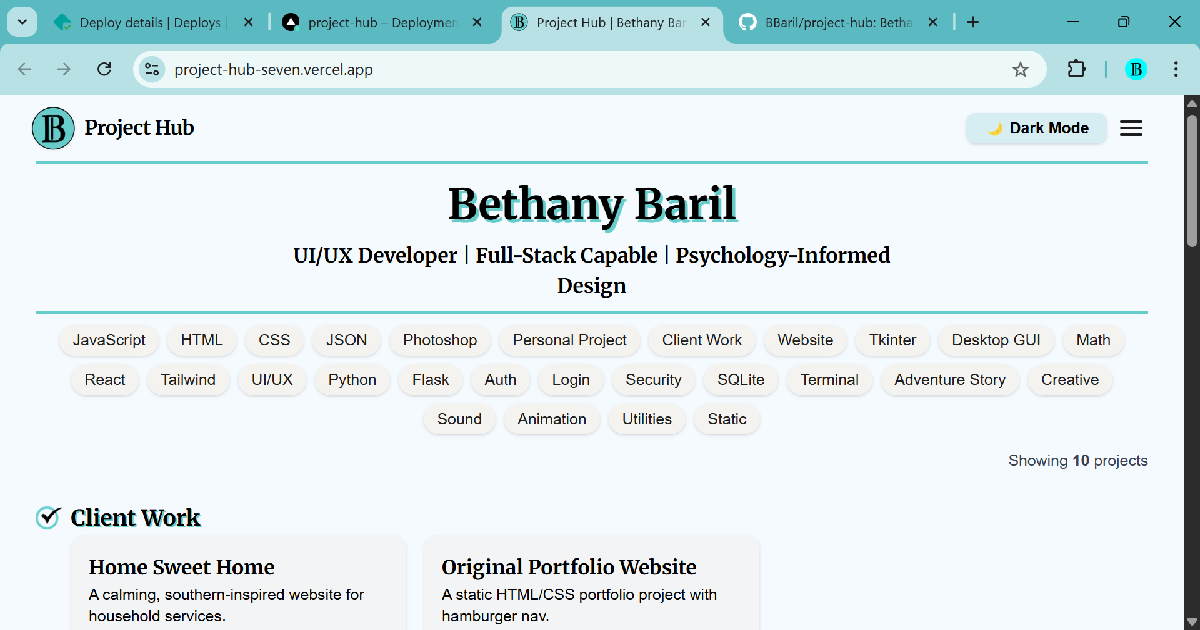 Deploy details | Deploys |
project-hub – Deploymen
Project Hub | Bethany Bar
BBaril/project-hub: Betha
project-hub-seven.vercel.app
B
B Project Hub
🌙 Dark Mode
Bethany Baril
UI/UX Developer | Full-Stack Capable | Psychology-Informed
Design
JavaScript HTML CSS JSON Photoshop Personal Project Client Work Website Tkinter Desktop GUI Math
React Tailwind UI/UX Python Flask Auth Login Security SQLite Terminal Adventure Story Creative
Sound Animation Utilities Static
Showing 10 projects
Client Work
Home Sweet Home
A calming, southern-inspired website for
household services.
Original Portfolio Website
A static HTML/CSS portfolio project with
hamburger nav.